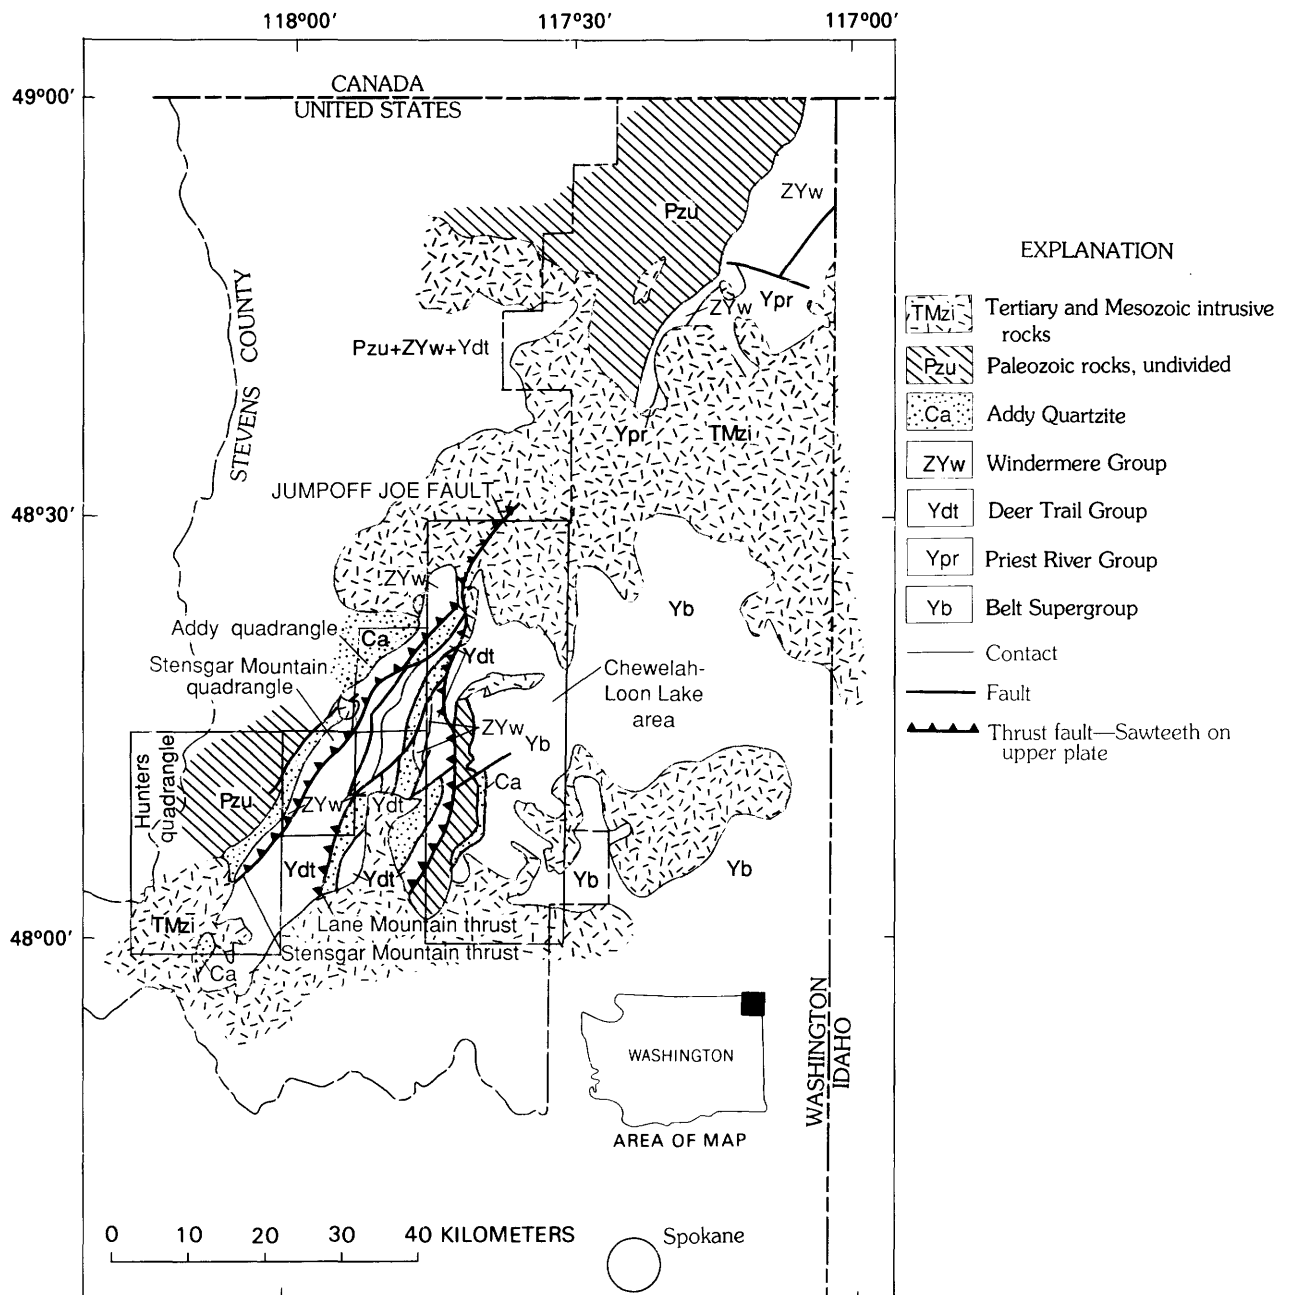 118°00′ 117°30′ 117°00′
49°00′
CANADA
UNITED STATES
ZYw
Pzu
EXPLANATION
STEVENS COUNTY
ZYw
Ypr
TMzi Tertiary and Mesozoic intrusive
rocks
Pzu+ZYw+Ydt
Pzu Paleozoic rocks, undivided
Ca Addy Quartzite
Ypr TMzi
ZYw Windermere Group
JUMPOFF JOE FAULT
48°30′
Ydt Deer Trail Group
Ypr Priest River Group
ZYw
Yb
Yb Belt Supergroup
Addy quadrangle
Ca
Contact
Stensgar Mountain
quadrangle
Ydt
Chewelah-
Loon Lake
area
Fault
ZYw
Yb
Thrust fault—Sawteeth on
upper plate
Hunters
quadrangle
Ca
Pzu
ZYw
Ydt
Ydt
Ydt
Yb
Yb
TMzi
Lane Mountain thrust
48°00′
Stensgar Mountain thrust
Ca
WASHINGTON
IDAHO
WASHINGTON
AREA OF MAP
0 10 20 30 40 KILOMETERS
Spokane